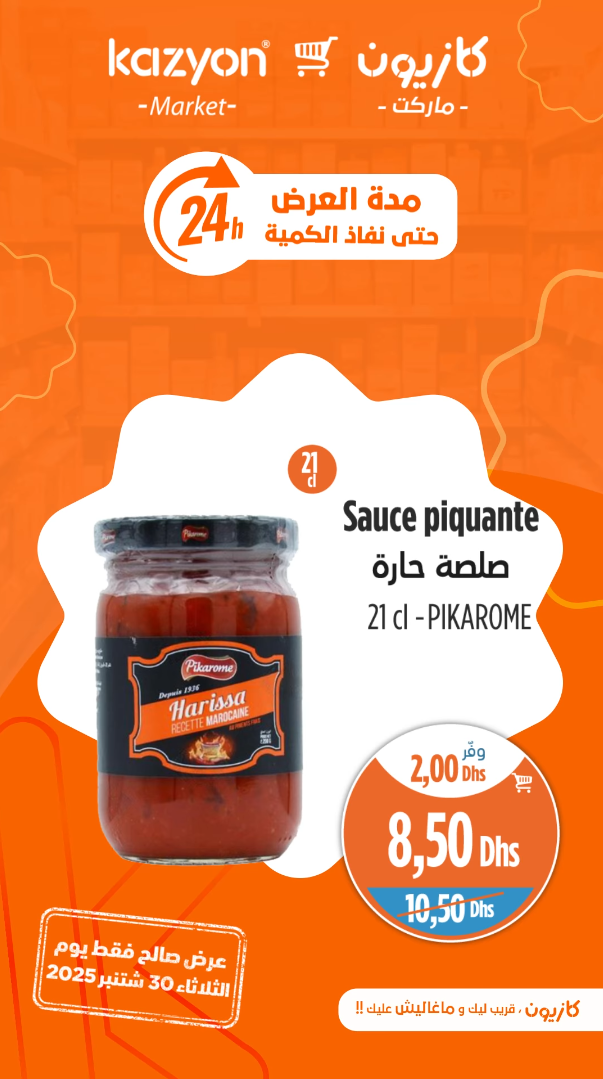 kazyon® كازيون
-Market- - ماركت -
24h
مدة العرض
حتى نفاذ الكمية
21
cl
Sauce piquante
صلصة حارة
21 cl - PIKAROME
Pikarome
Pikarome
Depuis 1936
Harissa
RECETTE MAROCAINE
وفّر
2,00 Dhs
8,50 Dhs
10,50 Dhs
عرض صالح فقط يوم
الثلاثاء 30 شتنبر 2025
كازيون ، قريب ليك و ماغاليش عليك !!